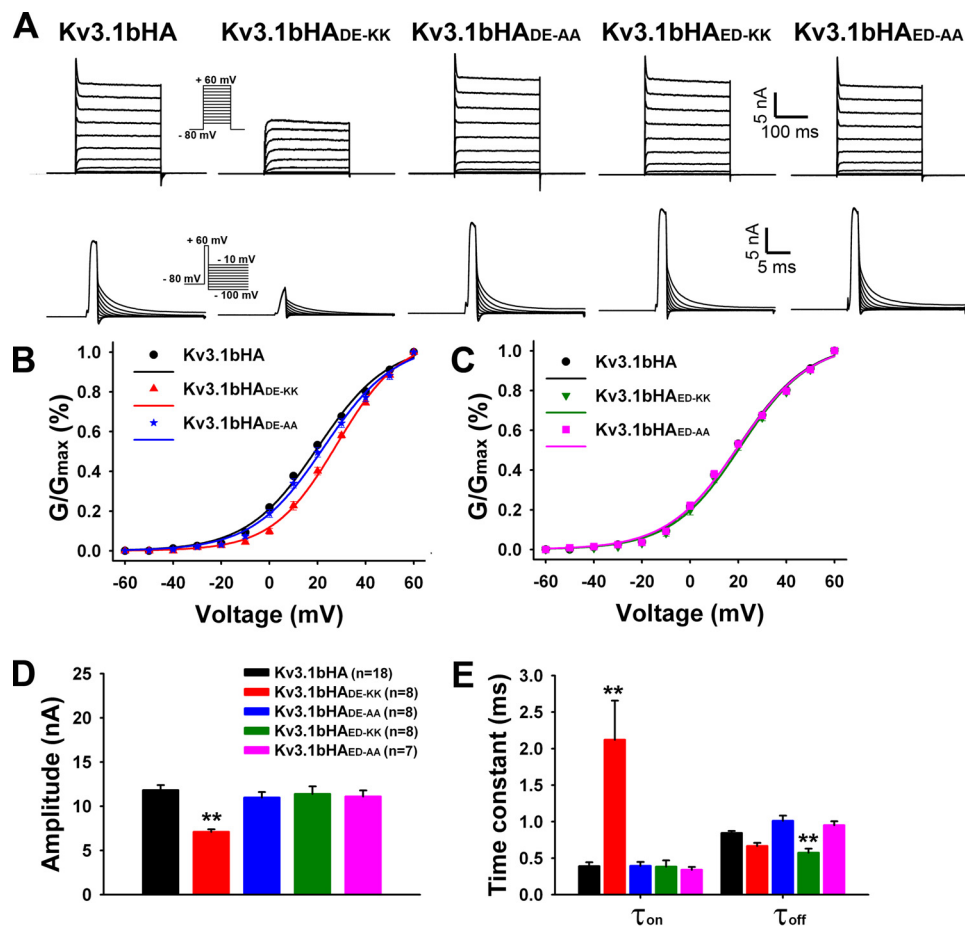 A
Kv3.1bHA Kv3.1bHADE-KK Kv3.1bHADE-AA Kv3.1bHAED-KK Kv3.1bHAED-AA
+ 60 mV
- 80 mV
5 nA
100 ms
+ 60 mV
- 10 mV
- 80 mV
- 100 mV
5 nA
5 ms
B
Kv3.1bHA
Kv3.1bHADE-KK
Kv3.1bHADE-AA
G/Gmax (%)
1.0
0.8
0.6
0.4
0.2
0.0
-60 -40 -20 0 20 40 60
Voltage (mV)
C
Kv3.1bHA
Kv3.1bHAED-KK
Kv3.1bHAED-AA
G/Gmax (%)
1.0
0.8
0.6
0.4
0.2
0.0
-60 -40 -20 0 20 40 60
Voltage (mV)
D
Kv3.1bHA (n=18)
Kv3.1bHADE-KK (n=8)
Kv3.1bHADE-AA (n=8)
Kv3.1bHAED-KK (n=8)
Kv3.1bHAED-AA (n=7)
Amplitude (nA)
25
20
15
10
5
0
**
E
Time constant (ms)
3.0
2.5
2.0
1.5
1.0
0.5
0.0
**
**
τon τoff